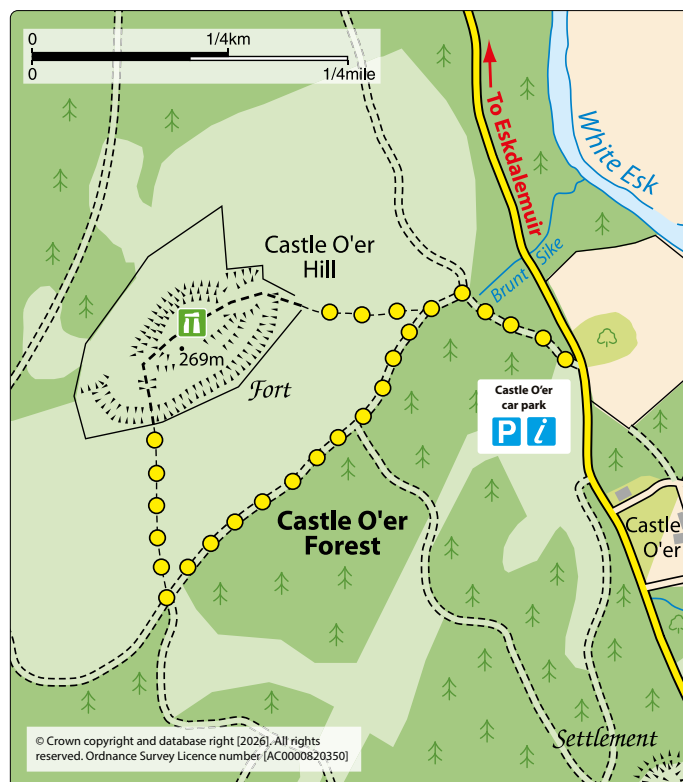 0 1/4km
0 1/4mile
To Eskdalemuir
White Esk
Brunt Sike
Castle O'er
Hill
269m
Fort
Castle O'er
car park
P i
Castle O'er
Forest
Castle
O'er
Settlement
© Crown copyright and database right [2026]. All rights
reserved. Ordnance Survey Licence number [AC0000820350]